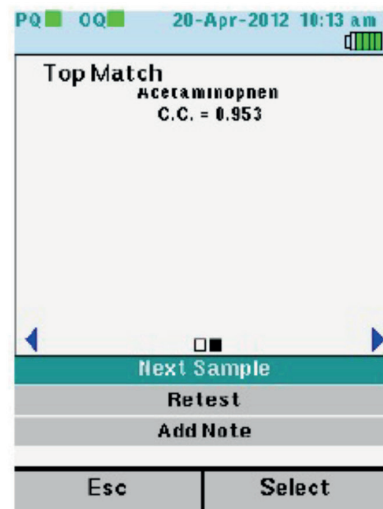 PQ OQ 20-Apr-2012 10:13 am
Top Match
Acetaminophen
C.C. = 0.953
Next Sample
Retest
Add Note
Esc Select